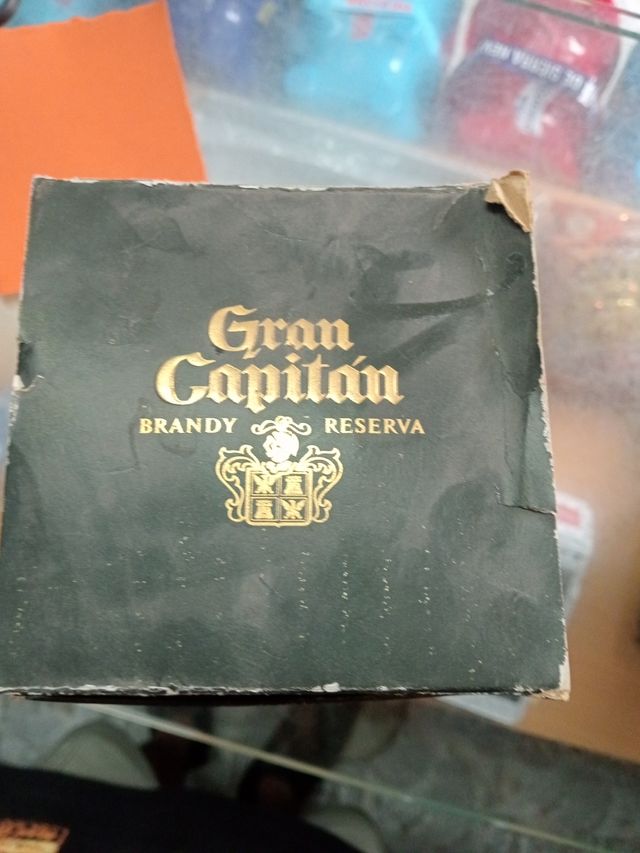 Gran
Capitán
BRANDY RESERVA